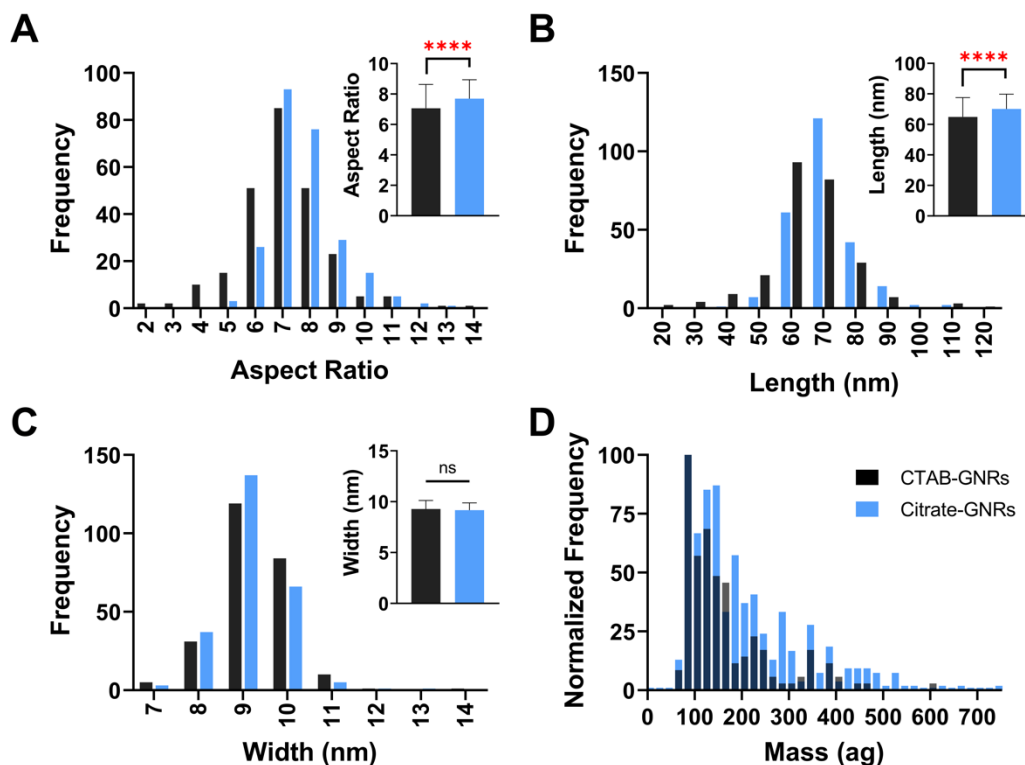 A
Frequency
100
80
60
40
20
0
2 3 4 5 6 7 8 9 10 11 12 13 14
Aspect Ratio
****
Aspect Ratio
10
8
6
4
2
0
B
Frequency
150
100
50
0
20 30 40 50 60 70 80 90 100 110 120
Length (nm)
****
Length (nm)
100
80
60
40
20
0
C
Frequency
150
100
50
0
7 8 9 10 11 12 13 14
Width (nm)
ns
Width (nm)
15
10
5
0
D
Normalized Frequency
100
75
50
25
0
0 100 200 300 400 500 600 700
Mass (ag)
CTAB-GNRs
Citrate-GNRs